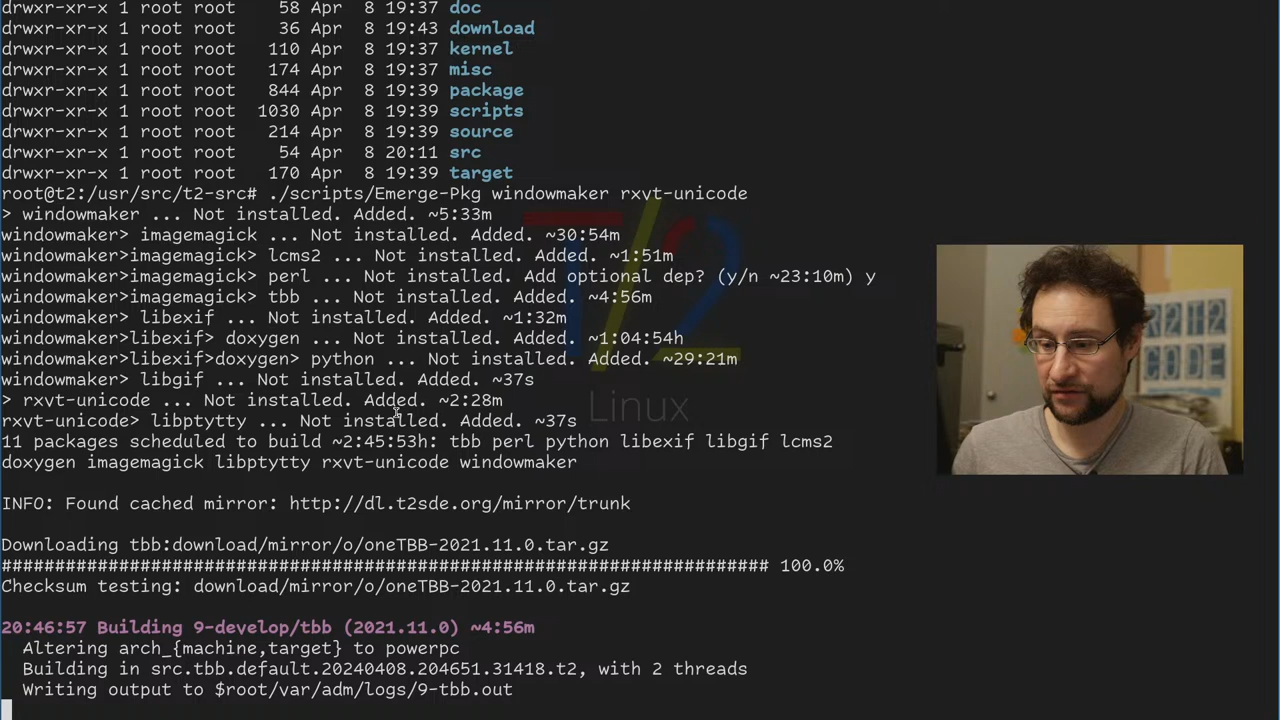 drwxr-xr-x 1 root root 58 Apr 8 19:37 doc
drwxr-xr-x 1 root root 36 Apr 8 19:43 download
drwxr-xr-x 1 root root 110 Apr 8 19:37 kernel
drwxr-xr-x 1 root root 174 Apr 8 19:37 misc
drwxr-xr-x 1 root root 844 Apr 8 19:39 package
drwxr-xr-x 1 root root 1030 Apr 8 19:39 scripts
drwxr-xr-x 1 root root 214 Apr 8 19:39 source
drwxr-xr-x 1 root root 54 Apr 8 20:11 src
drwxr-xr-x 1 root root 170 Apr 8 19:39 target
root@t2:/usr/src/t2-src# ./scripts/Emerge-Pkg windowmaker rxvt-unicode
> windowmaker ... Not installed. Added. ~5:33m
windowmaker> imagemagick ... Not installed. Added. ~30:54m
windowmaker>imagemagick> lcms2 ... Not installed. Added. ~1:51m
windowmaker>imagemagick> perl ... Not installed. Add optional dep? (y/n ~23:10m) y
windowmaker>imagemagick> tbb ... Not installed. Added. ~4:56m
windowmaker> libexif ... Not installed. Added. ~1:32m
windowmaker>libexif> doxygen ... Not installed. Added. ~1:04:54h
windowmaker>libexif>doxygen> python ... Not installed. Added. ~29:21m
windowmaker> libgif ... Not installed. Added. ~37s
> rxvt-unicode ... Not installed. Added. ~2:28m
rxvt-unicode> libptytty ... Not installed. Added. ~37s
11 packages scheduled to build ~2:45:53h: tbb perl python libexif libgif lcms2
doxygen imagemagick libptytty rxvt-unicode windowmaker
INFO: Found cached mirror: http://dl.t2sde.org/mirror/trunk
Downloading tbb:download/mirror/o/oneTBB-2021.11.0.tar.gz
######################################################################## 100.0%
Checksum testing: download/mirror/o/oneTBB-2021.11.0.tar.gz
20:46:57 Building 9-develop/tbb (2021.11.0) ~4:56m
Altering arch_{machine,target} to powerpc
Building in src.tbb.default.20240408.204651.31418.t2, with 2 threads
Writing output to $root/var/adm/logs/9-tbb.out
T/2
Linux
CODE